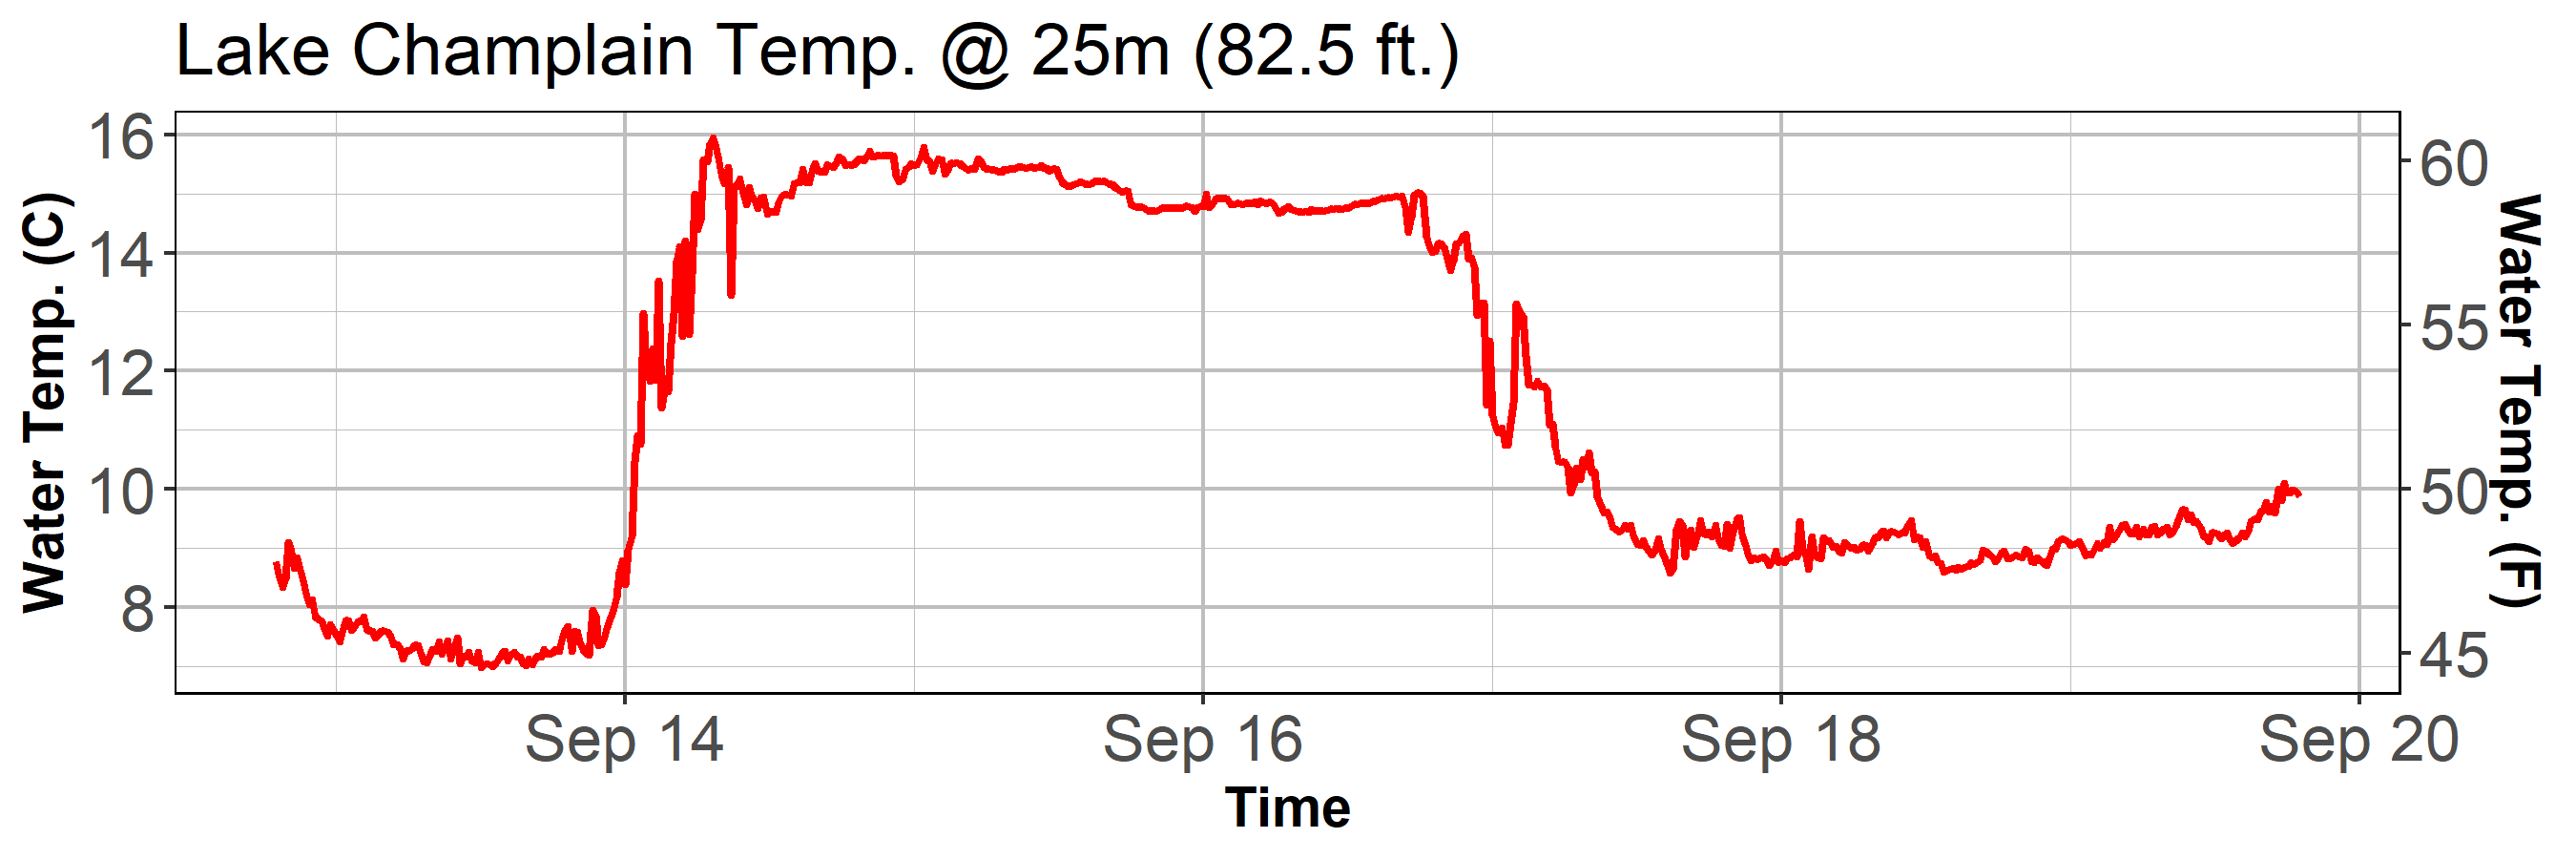 Lake Champlain Temp. @ 25m (82.5 ft.)
Water Temp. (C)
16
14
12
10
8
60
55
50
45
Water Temp. (F)
Sep 14 Sep 16 Sep 18 Sep 20
Time